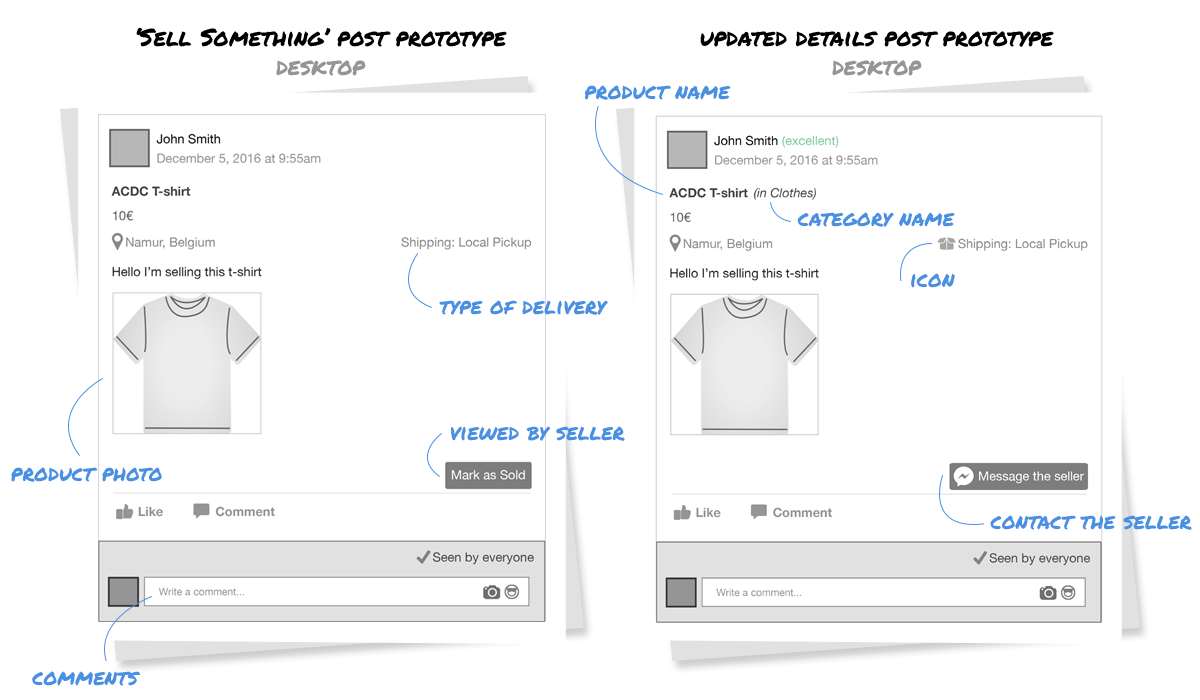 ‘Sell Something’ post prototype
DESKTOP
John Smith
December 5, 2016 at 9:55am
ACDC T-shirt
10€
Namur, Belgium
Shipping: Local Pickup
TYPE OF DELIVERY
Hello I’m selling this t-shirt
PRODUCT PHOTO
VIEWED BY SELLER
Mark as Sold
Like
Comment
Seen by everyone
Write a comment...
COMMENTS
UPDATED DETAILS POST PROTOTYPE
DESKTOP
PRODUCT NAME
John Smith (excellent)
December 5, 2016 at 9:55am
ACDC T-shirt (in Clothes)
CATEGORY NAME
10€
Namur, Belgium
Shipping: Local Pickup
ICON
Hello I’m selling this t-shirt
Message the seller
CONTACT THE SELLER
Like
Comment
Seen by everyone
Write a comment...